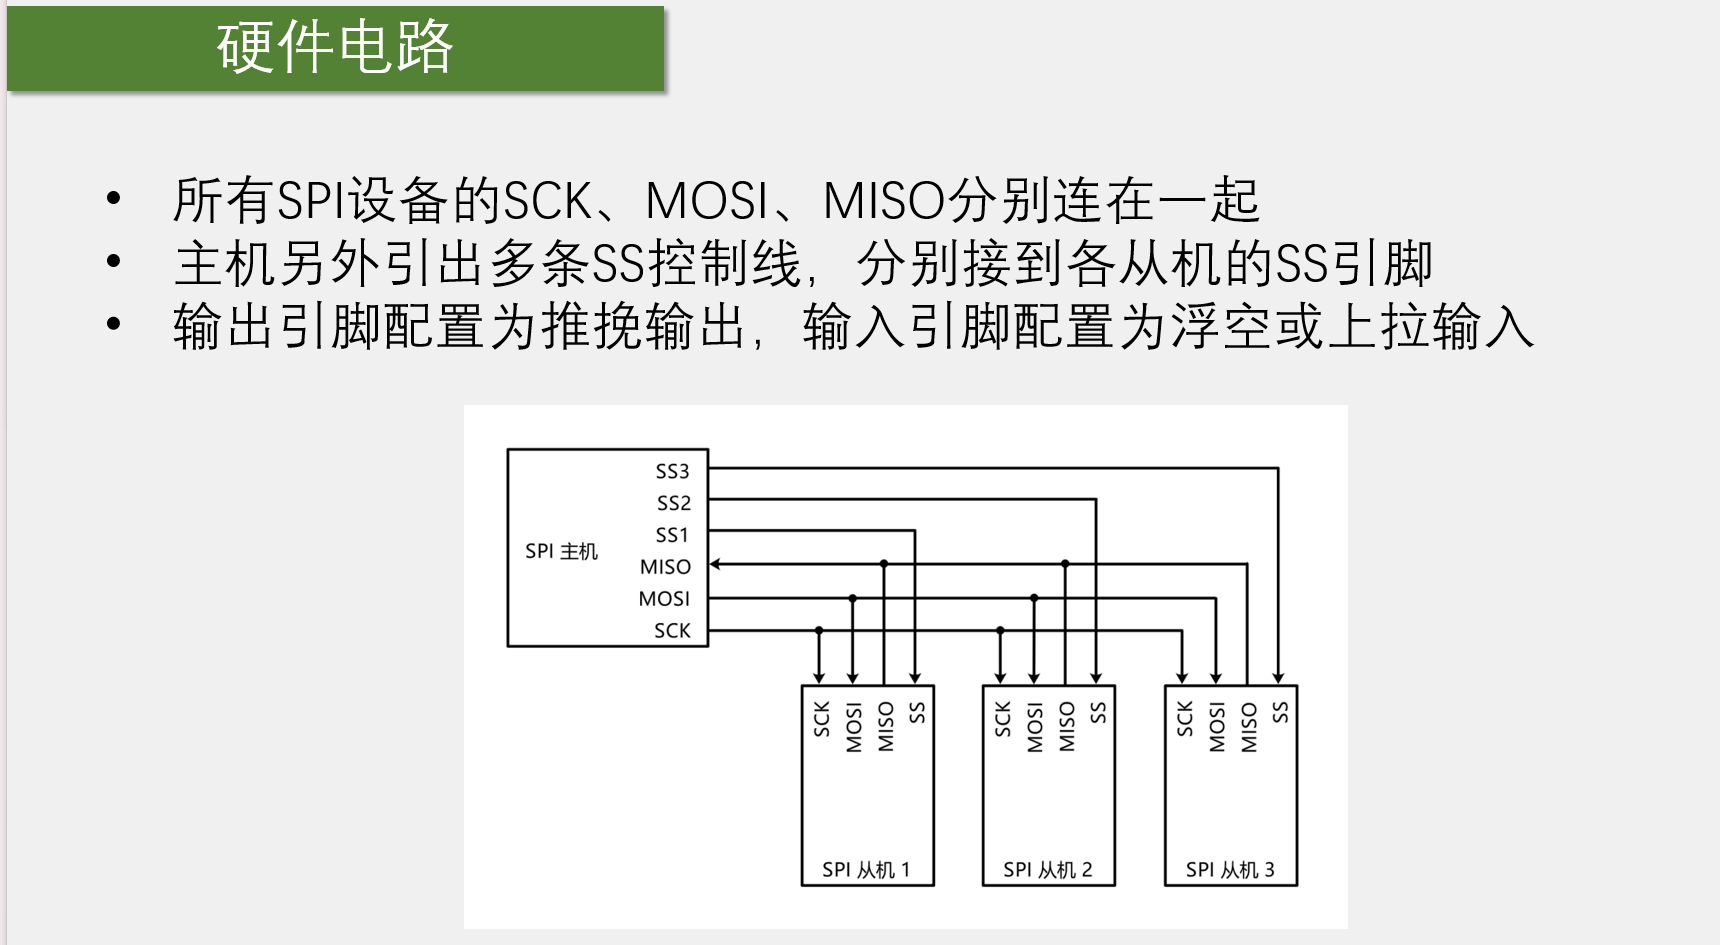 硬件电路
• 所有SPI设备的SCK、MOSI、MISO分别连在一起
• 主机另外引出多条SS控制线，分别接到各从机的SS引脚
• 输出引脚配置为推挽输出，输入引脚配置为浮空或上拉输入
SS3
SS2
SS1
SPI 主机
MISO
MOSI
SCK
SCK MOSI MISO SS
SCK MOSI MISO SS
SCK MOSI MISO SS
SPI 从机 1
SPI 从机 2
SPI 从机 3